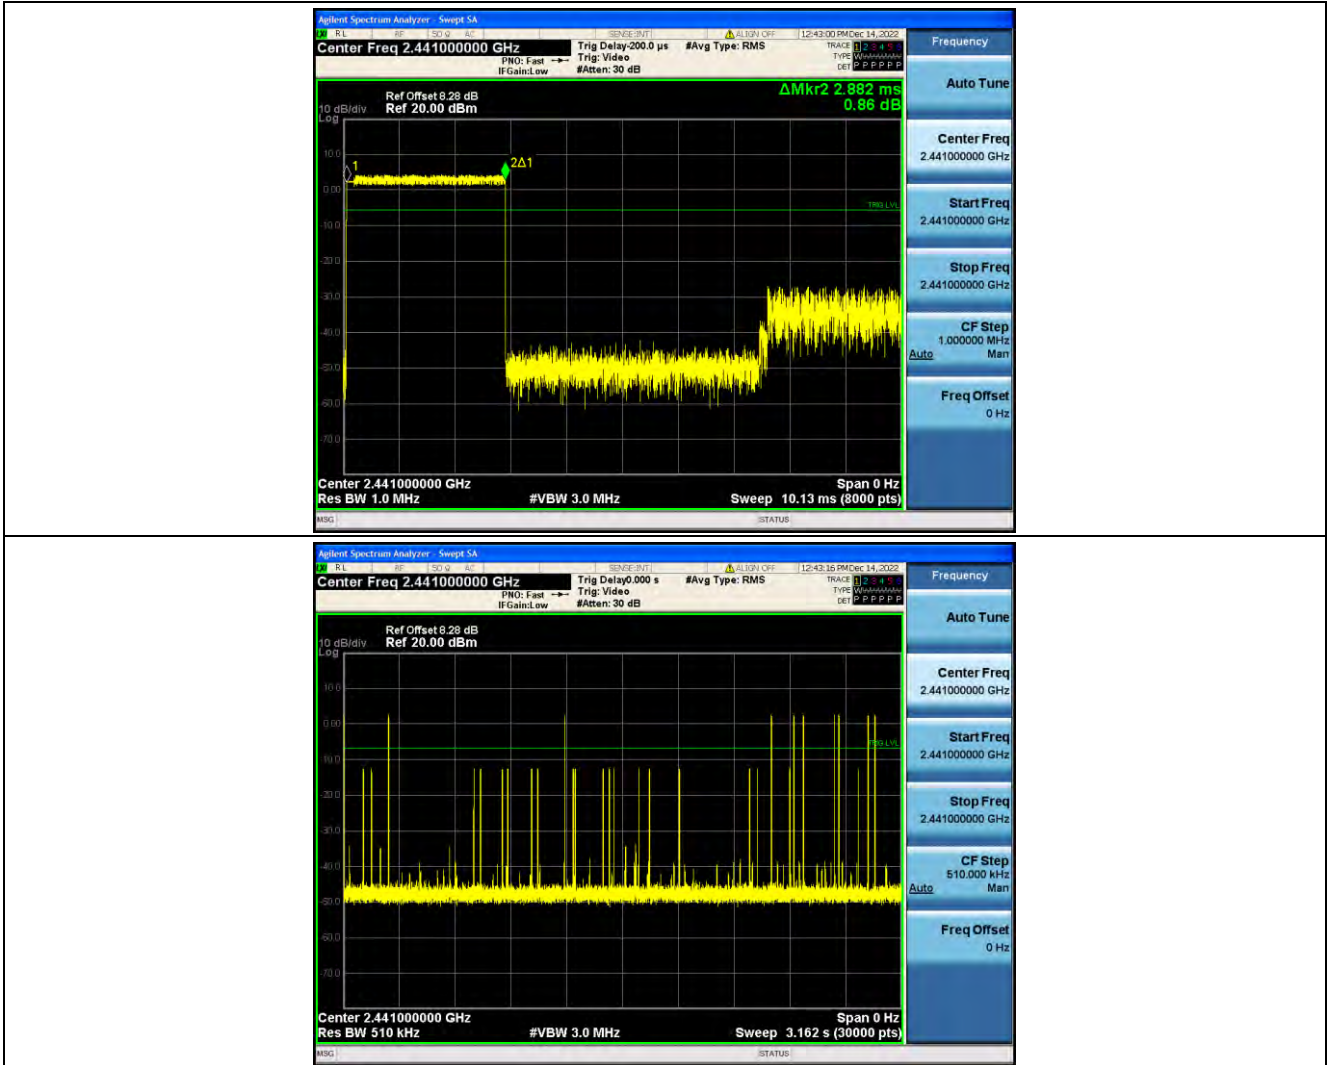 Agilent Spectrum Analyzer - Swept SA
RL RF 50 Ω AC SENSE:INT ALIGN OFF 12:43:00 PM Dec 14, 2022
Center Freq 2.441000000 GHz
Trig Delay-200.0 µs #Avg Type: RMS TRACE 1 2 3 4 5 6
PNO: Fast Trig: Video TYPE W
IFGain:Low #Atten: 30 dB DET P P P P P P
Ref Offset 8.28 dB
10 dB/div Ref 20.00 dBm
Log
ΔMkr2 2.882 ms
0.86 dB
10.0
1
2Δ1
0.00
TRIG LVL
-10.0
-20.0
-30.0
-40.0
-50.0
-60.0
-70.0
Center 2.441000000 GHz Span 0 Hz
Res BW 1.0 MHz #VBW 3.0 MHz Sweep 10.13 ms (8000 pts)
MSG STATUS
Frequency
Auto Tune
Center Freq
2.441000000 GHz
Start Freq
2.441000000 GHz
Stop Freq
2.441000000 GHz
CF Step
1.000000 MHz
Auto Man
Freq Offset
0 Hz
Agilent Spectrum Analyzer - Swept SA
RL RF 50 Ω AC SENSE:INT ALIGN OFF 12:43:16 PM Dec 14, 2022
Center Freq 2.441000000 GHz
Trig Delay0.000 s #Avg Type: RMS TRACE 1 2 3 4 5 6
PNO: Fast Trig: Video TYPE W
IFGain:Low #Atten: 30 dB DET P P P P P P
Ref Offset 8.28 dB
10 dB/div Ref 20.00 dBm
Log
10.0
0.00
TRIG LVL
-10.0
-20.0
-30.0
-40.0
-50.0
-60.0
-70.0
Center 2.441000000 GHz Span 0 Hz
Res BW 510 kHz #VBW 3.0 MHz Sweep 3.162 s (30000 pts)
MSG STATUS
Frequency
Auto Tune
Center Freq
2.441000000 GHz
Start Freq
2.441000000 GHz
Stop Freq
2.441000000 GHz
CF Step
510.000 kHz
Auto Man
Freq Offset
0 Hz